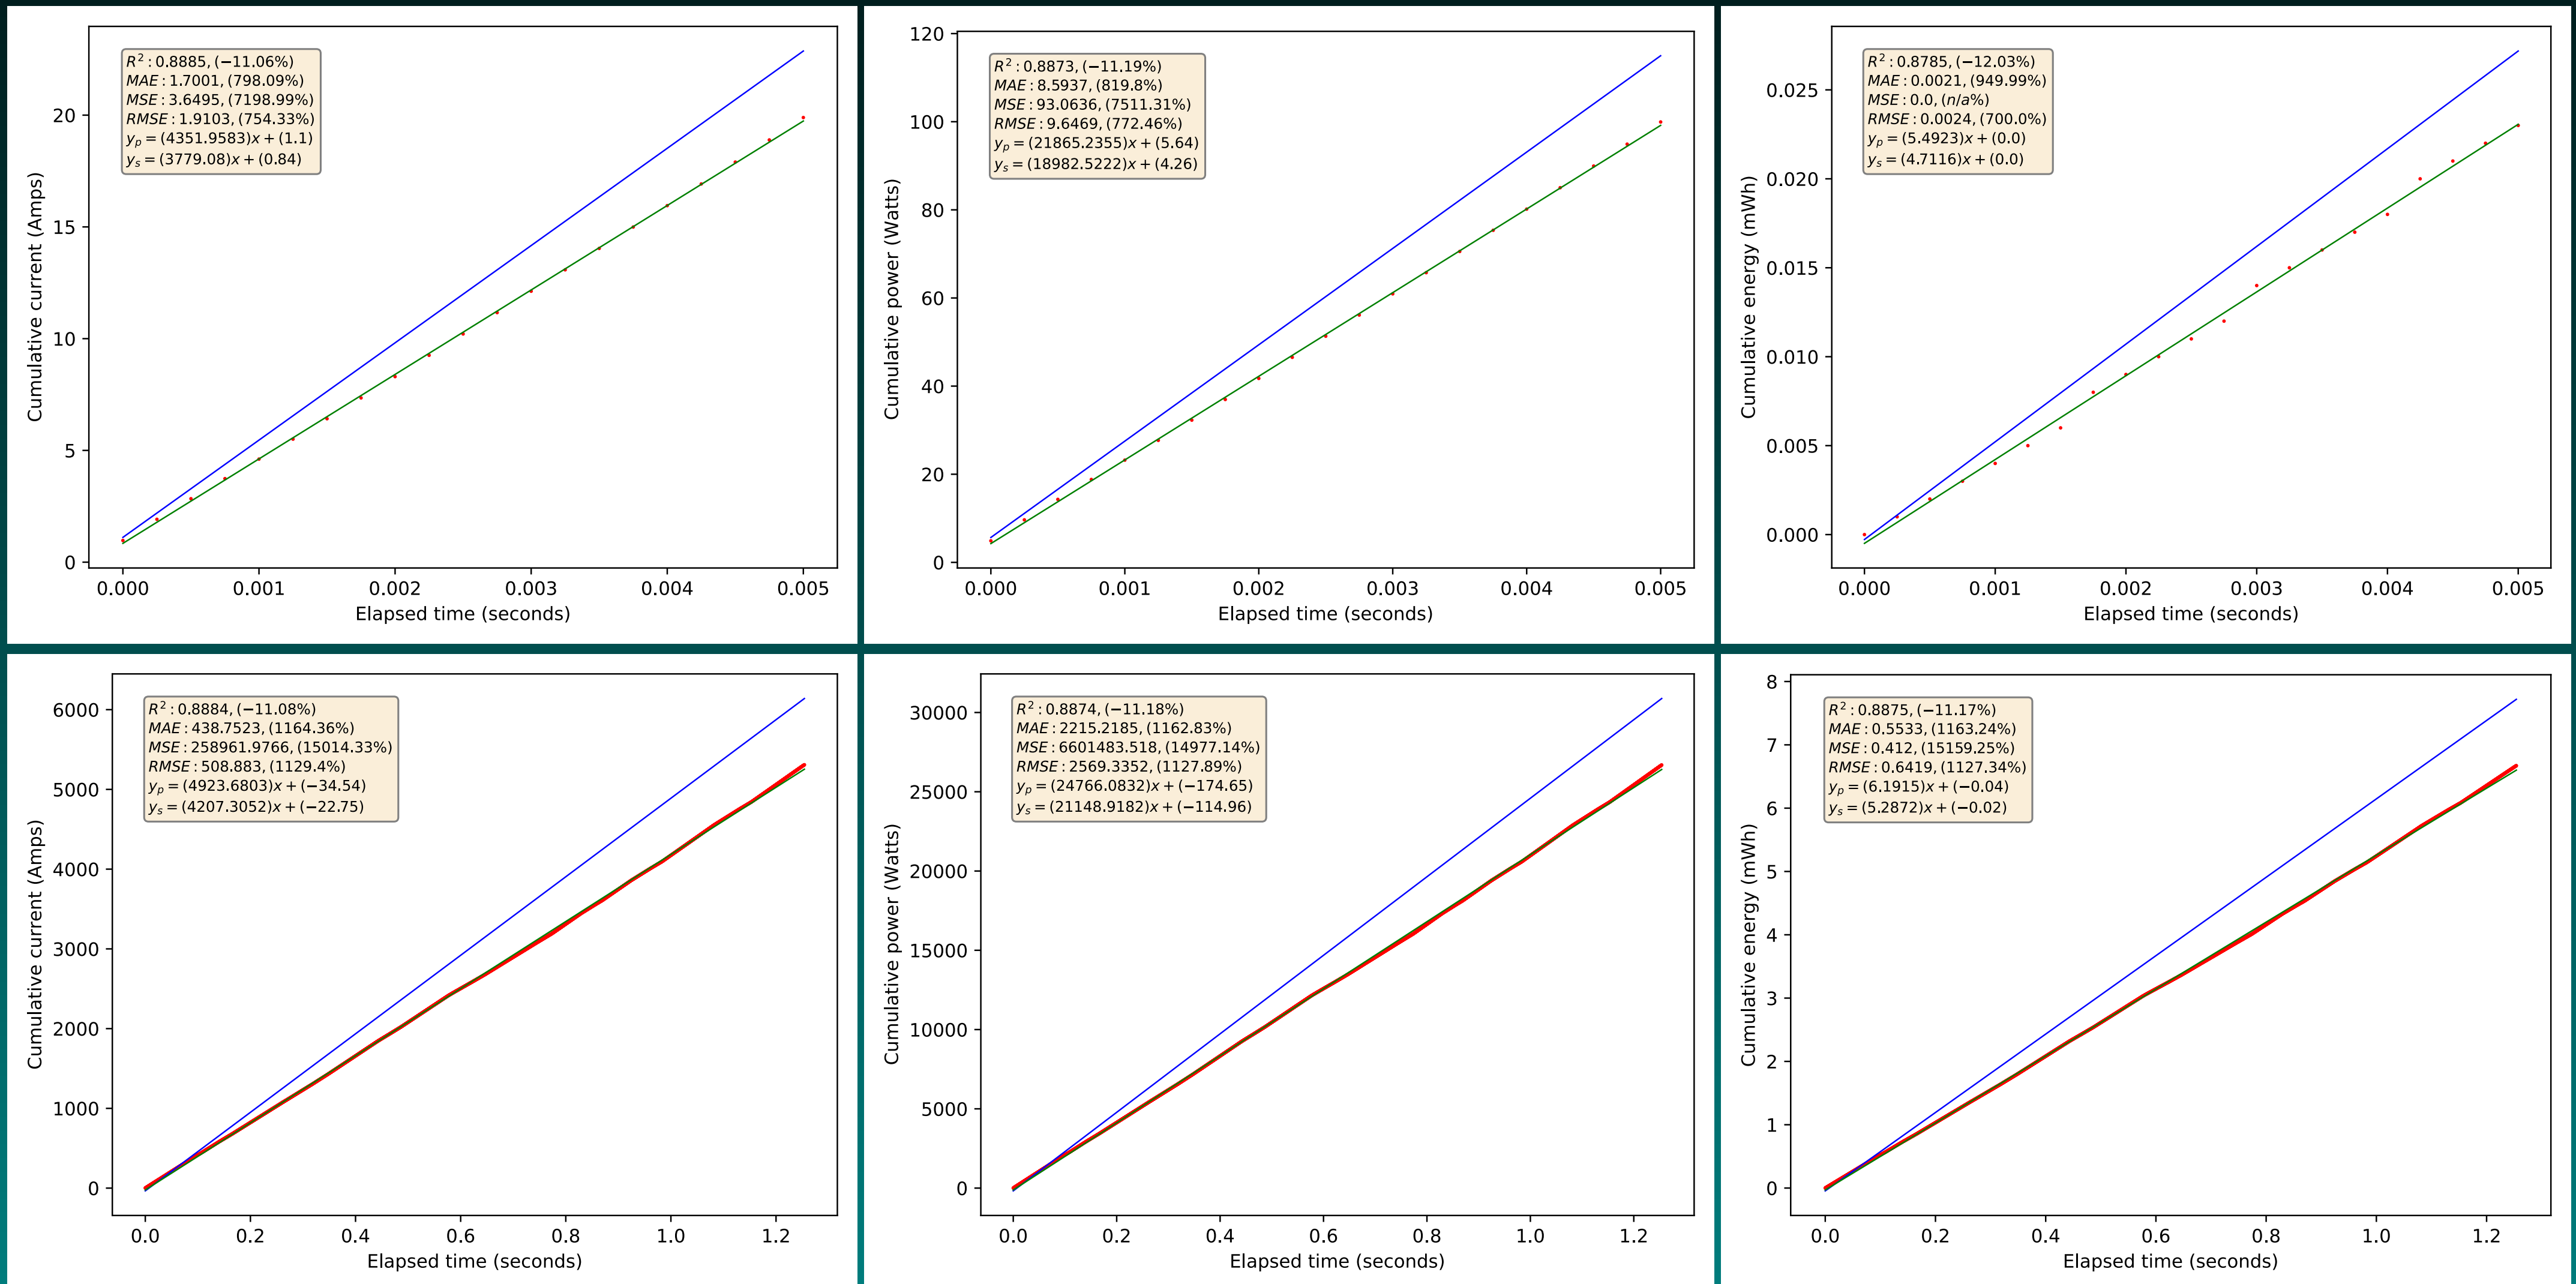 R² : 0.8885, (−11.06%)
MAE : 1.7001, (798.09%)
MSE : 3.6495, (7198.99%)
RMSE : 1.9103, (754.33%)
yₚ = (4351.9583)x + (1.1)
yₛ = (3779.08)x + (0.84)
Cumulative current (Amps)
20
15
10
5
0
0.000 0.001 0.002 0.003 0.004 0.005
Elapsed time (seconds)
R² : 0.8873, (−11.19%)
MAE : 8.5937, (819.8%)
MSE : 93.0636, (7511.31%)
RMSE : 9.6469, (772.46%)
yₚ = (21865.2355)x + (5.64)
yₛ = (18982.5222)x + (4.26)
Cumulative power (Watts)
120
100
80
60
40
20
0
0.000 0.001 0.002 0.003 0.004 0.005
Elapsed time (seconds)
R² : 0.8785, (−12.03%)
MAE : 0.0021, (949.99%)
MSE : 0.0, (n/a%)
RMSE : 0.0024, (700.0%)
yₚ = (5.4923)x + (0.0)
yₛ = (4.7116)x + (0.0)
Cumulative energy (mWh)
0.025
0.020
0.015
0.010
0.005
0.000
0.000 0.001 0.002 0.003 0.004 0.005
Elapsed time (seconds)
R² : 0.8884, (−11.08%)
MAE : 438.7523, (1164.36%)
MSE : 258961.9766, (15014.33%)
RMSE : 508.883, (1129.4%)
yₚ = (4923.6803)x + (−34.54)
yₛ = (4207.3052)x + (−22.75)
Cumulative current (Amps)
6000
5000
4000
3000
2000
1000
0
0.0 0.2 0.4 0.6 0.8 1.0 1.2
Elapsed time (seconds)
R² : 0.8874, (−11.18%)
MAE : 2215.2185, (1162.83%)
MSE : 6601483.518, (14977.14%)
RMSE : 2569.3352, (1127.89%)
yₚ = (24766.0832)x + (−174.65)
yₛ = (21148.9182)x + (−114.96)
Cumulative power (Watts)
30000
25000
20000
15000
10000
5000
0
0.0 0.2 0.4 0.6 0.8 1.0 1.2
Elapsed time (seconds)
R² : 0.8875, (−11.17%)
MAE : 0.5533, (1163.24%)
MSE : 0.412, (15159.25%)
RMSE : 0.6419, (1127.34%)
yₚ = (6.1915)x + (−0.04)
yₛ = (5.2872)x + (−0.02)
Cumulative energy (mWh)
8
7
6
5
4
3
2
1
0
0.0 0.2 0.4 0.6 0.8 1.0 1.2
Elapsed time (seconds)